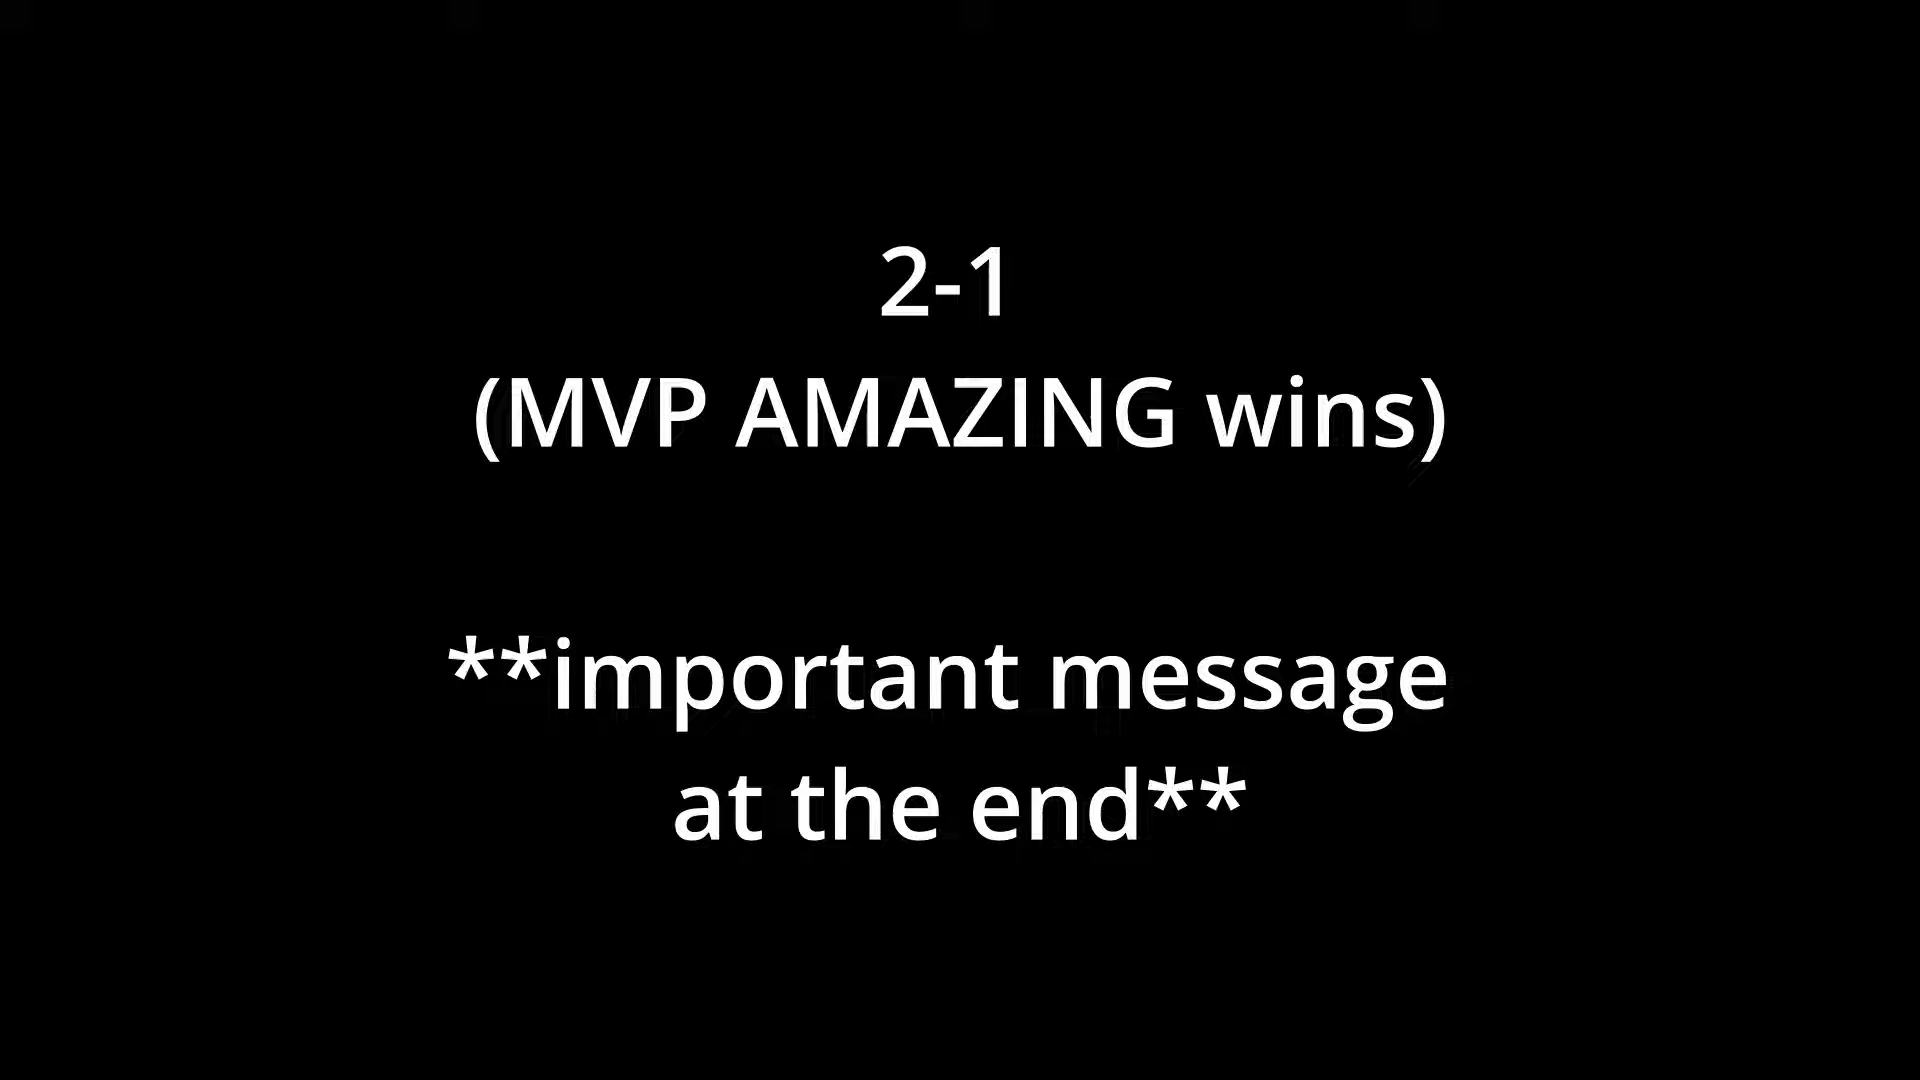 2-1
(MVP AMAZING wins)
**important message
at the end**